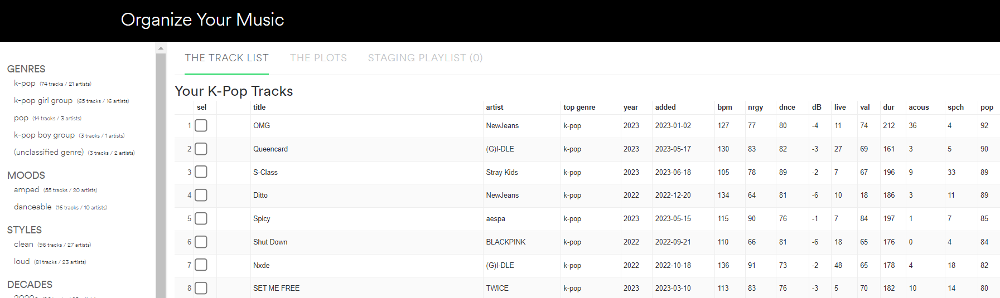 Organize Your Music
THE TRACK LIST THE PLOTS STAGING PLAYLIST (0)
GENRES
k-pop (74 tracks / 21 artists)
k-pop girl group (65 tracks / 16 artists)
pop (14 tracks / 3 artists)
k-pop boy group (3 tracks / 1 artists)
(unclassified genre) (3 tracks / 2 artists)
MOODS
amped (55 tracks / 20 artists)
danceable (16 tracks / 10 artists)
STYLES
clean (96 tracks / 27 artists)
loud (81 tracks / 23 artists)
DECADES
Your K-Pop Tracks
sel title artist top genre year added bpm nrgy dnce dB live val dur acous spch pop
1 OMG NewJeans k-pop 2023 2023-01-02 127 77 80 -4 11 74 212 36 4 92
2 Queencard (G)I-DLE k-pop 2023 2023-05-17 130 83 82 -3 27 69 161 3 5 90
3 S-Class Stray Kids k-pop 2023 2023-06-18 105 78 89 -2 7 67 196 9 33 89
4 Ditto NewJeans k-pop 2022 2022-12-20 134 64 81 -6 10 18 186 3 11 89
5 Spicy aespa k-pop 2023 2023-05-15 115 90 76 -1 7 84 197 1 7 85
6 Shut Down BLACKPINK k-pop 2022 2022-09-21 110 66 81 -6 18 65 176 0 4 84
7 Nxde (G)I-DLE k-pop 2022 2022-10-18 136 91 73 -2 48 65 178 4 18 82
8 SET ME FREE TWICE k-pop 2023 2023-03-10 113 83 76 -3 5 70 182 10 14 80